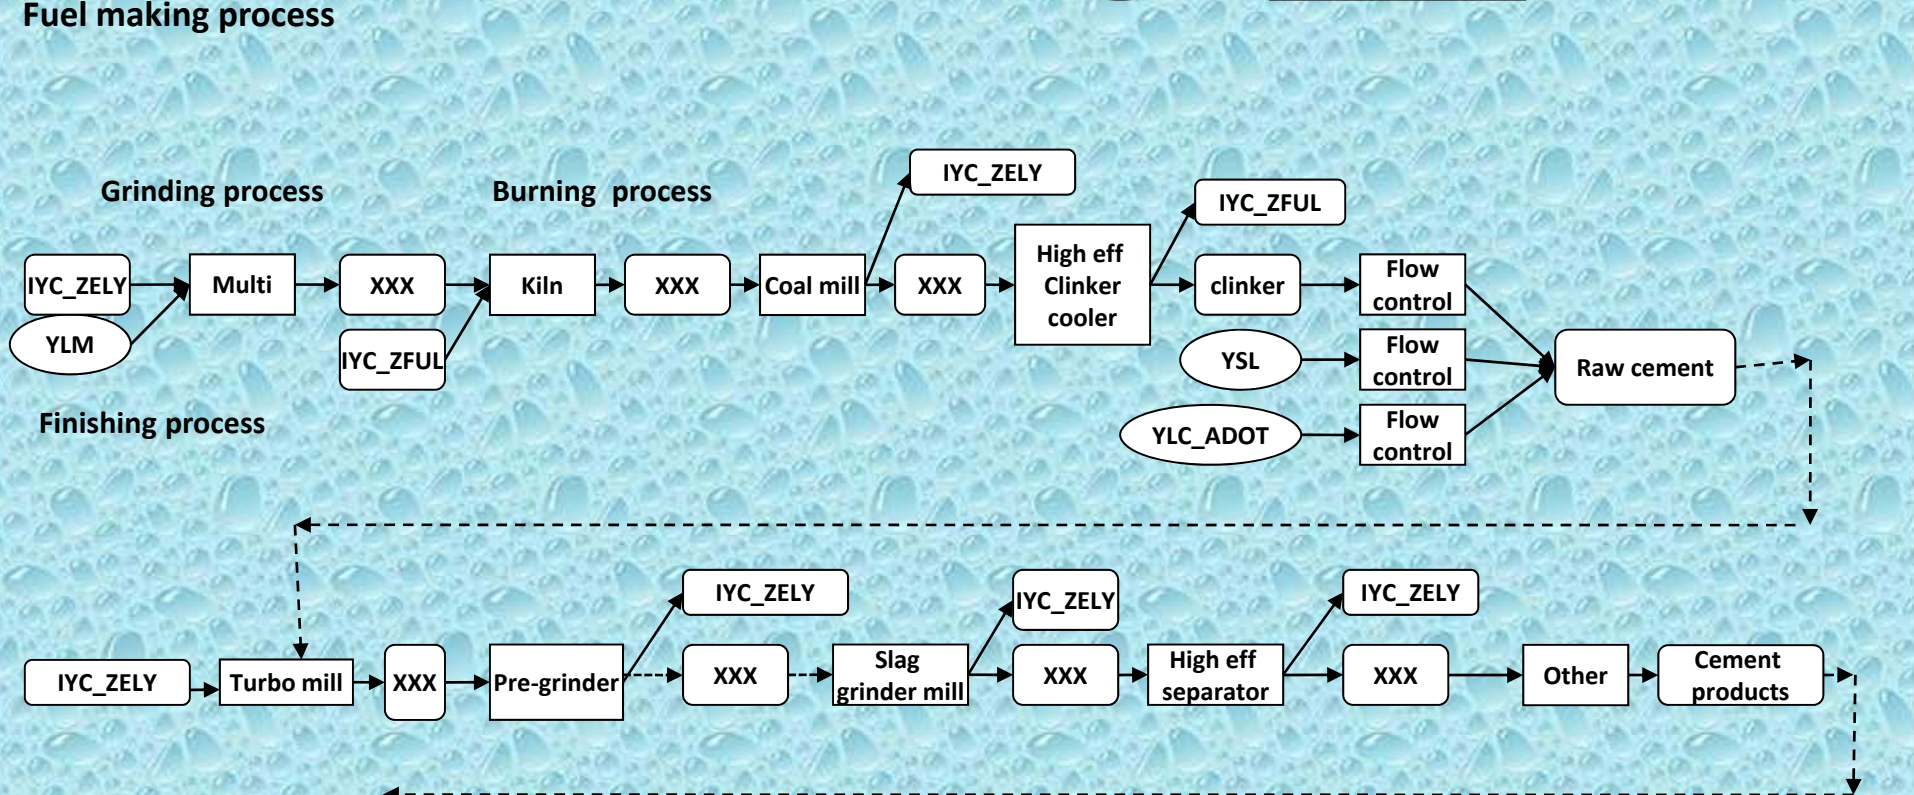 Fuel making process
Grinding process
Burning process
IYC_ZELY
IYC_ZFUL
IYC_ZELY
Multi
XXX
Kiln
XXX
Coal mill
XXX
High eff
Clinker
cooler
clinker
Flow
control
YLM
IYC_ZFUL
YSL
Flow
control
Raw cement
Finishing process
YLC_ADOT
Flow
control
IYC_ZELY
IYC_ZELY
IYC_ZELY
IYC_ZELY
Turbo mill
XXX
Pre-grinder
XXX
Slag
grinder mill
XXX
High eff
separator
XXX
Other
Cement
products